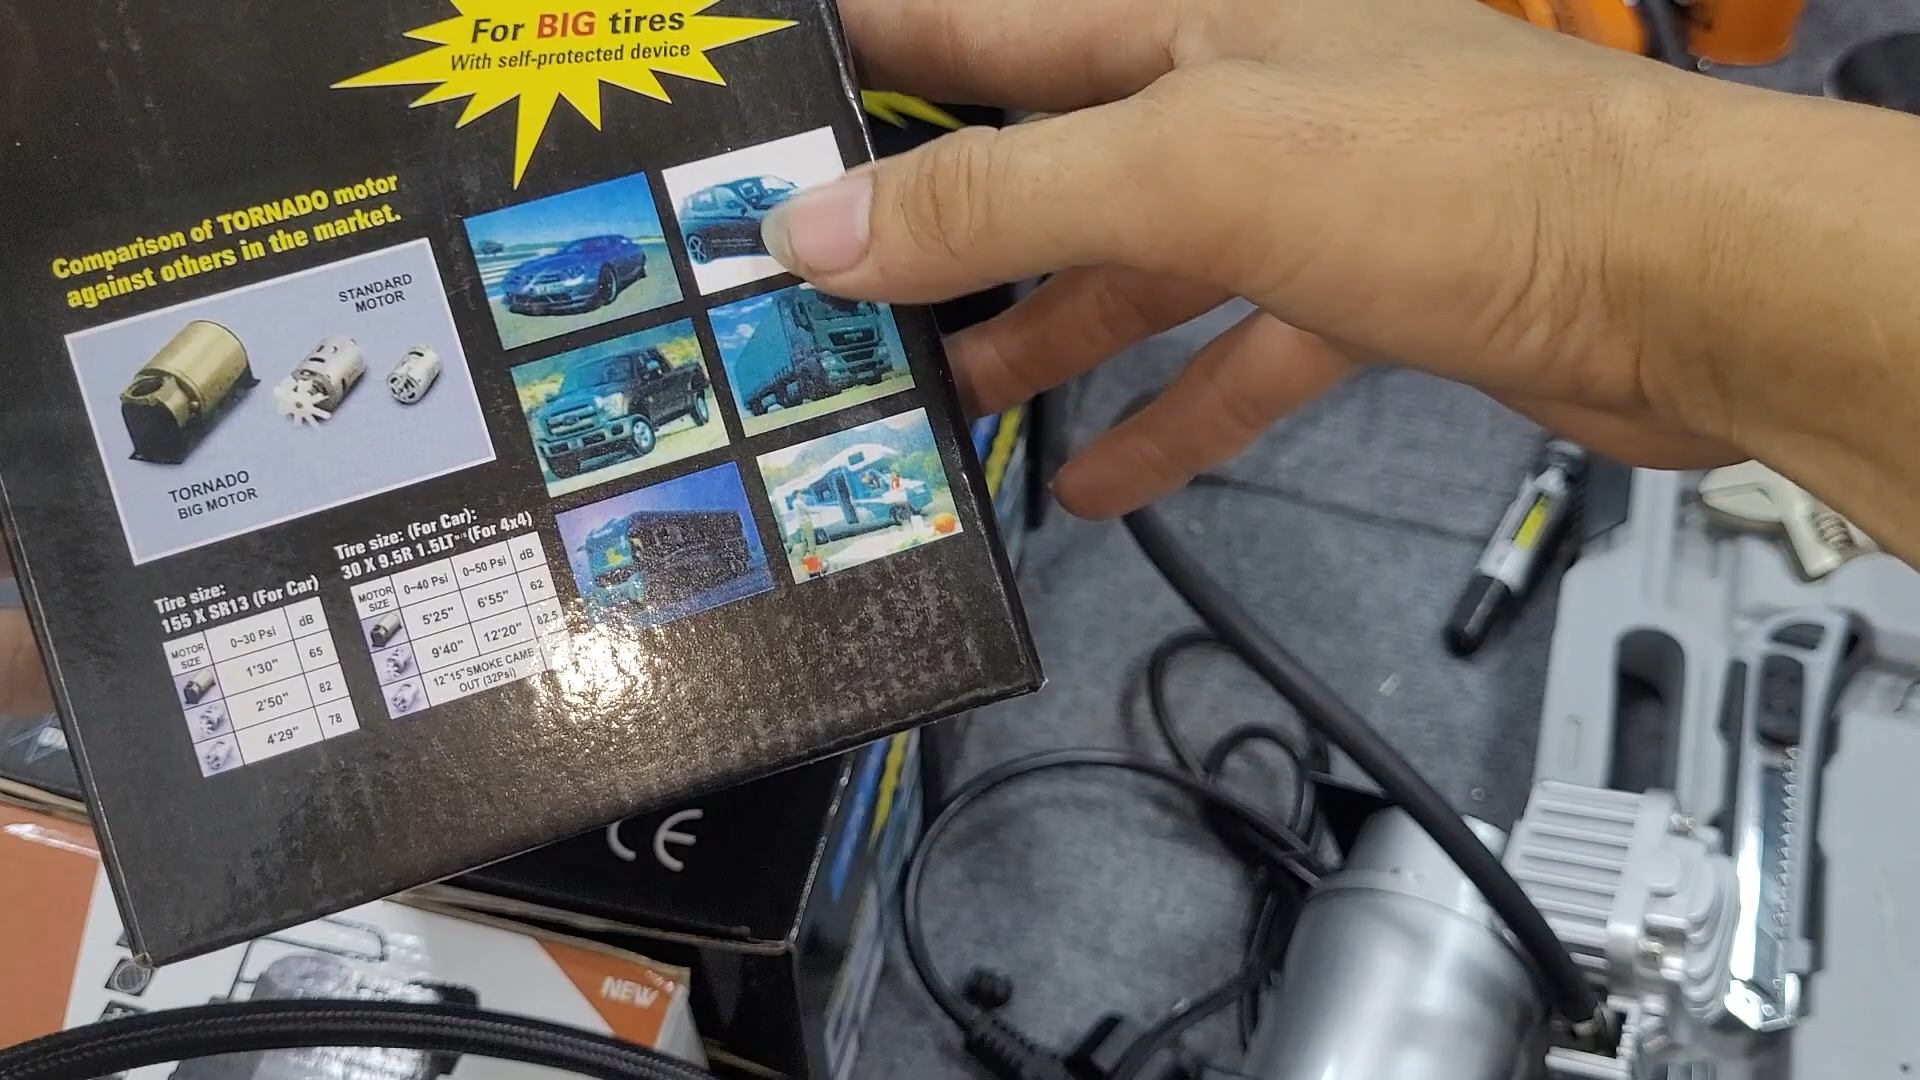 For BIG tires
With self-protected device
Comparison of TORNADO motor
against others in the market.
STANDARD
MOTOR
TORNADO
BIG MOTOR
Tire size:
155 X SR13 (For Car)
MOTOR SIZE 0~30 Psi dB
1'30" 65
2'50" 82
4'29" 78
Tire size: (For Car):
30 X 9.5R 1.5LT (For 4x4)
MOTOR SIZE 0~40 Psi 0~50 Psi dB
5'25" 6'55" 62
9'40" 12'20" 82.5
12"15" SMOKE CAME
OUT (32Psi)
CE
NEW